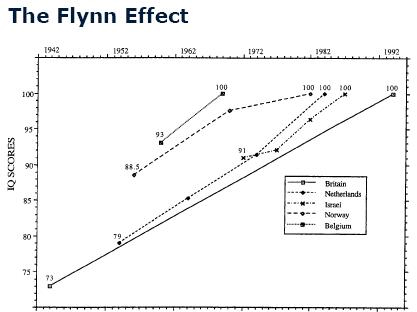 The Flynn Effect
1942 1952 1962 1972 1982 1992
IQ SCORES
100
95
90
85
80
75
93
100
88.5
91
100 100 100
100
79
73
Britain
Netherlands
Israel
Norway
Belgium